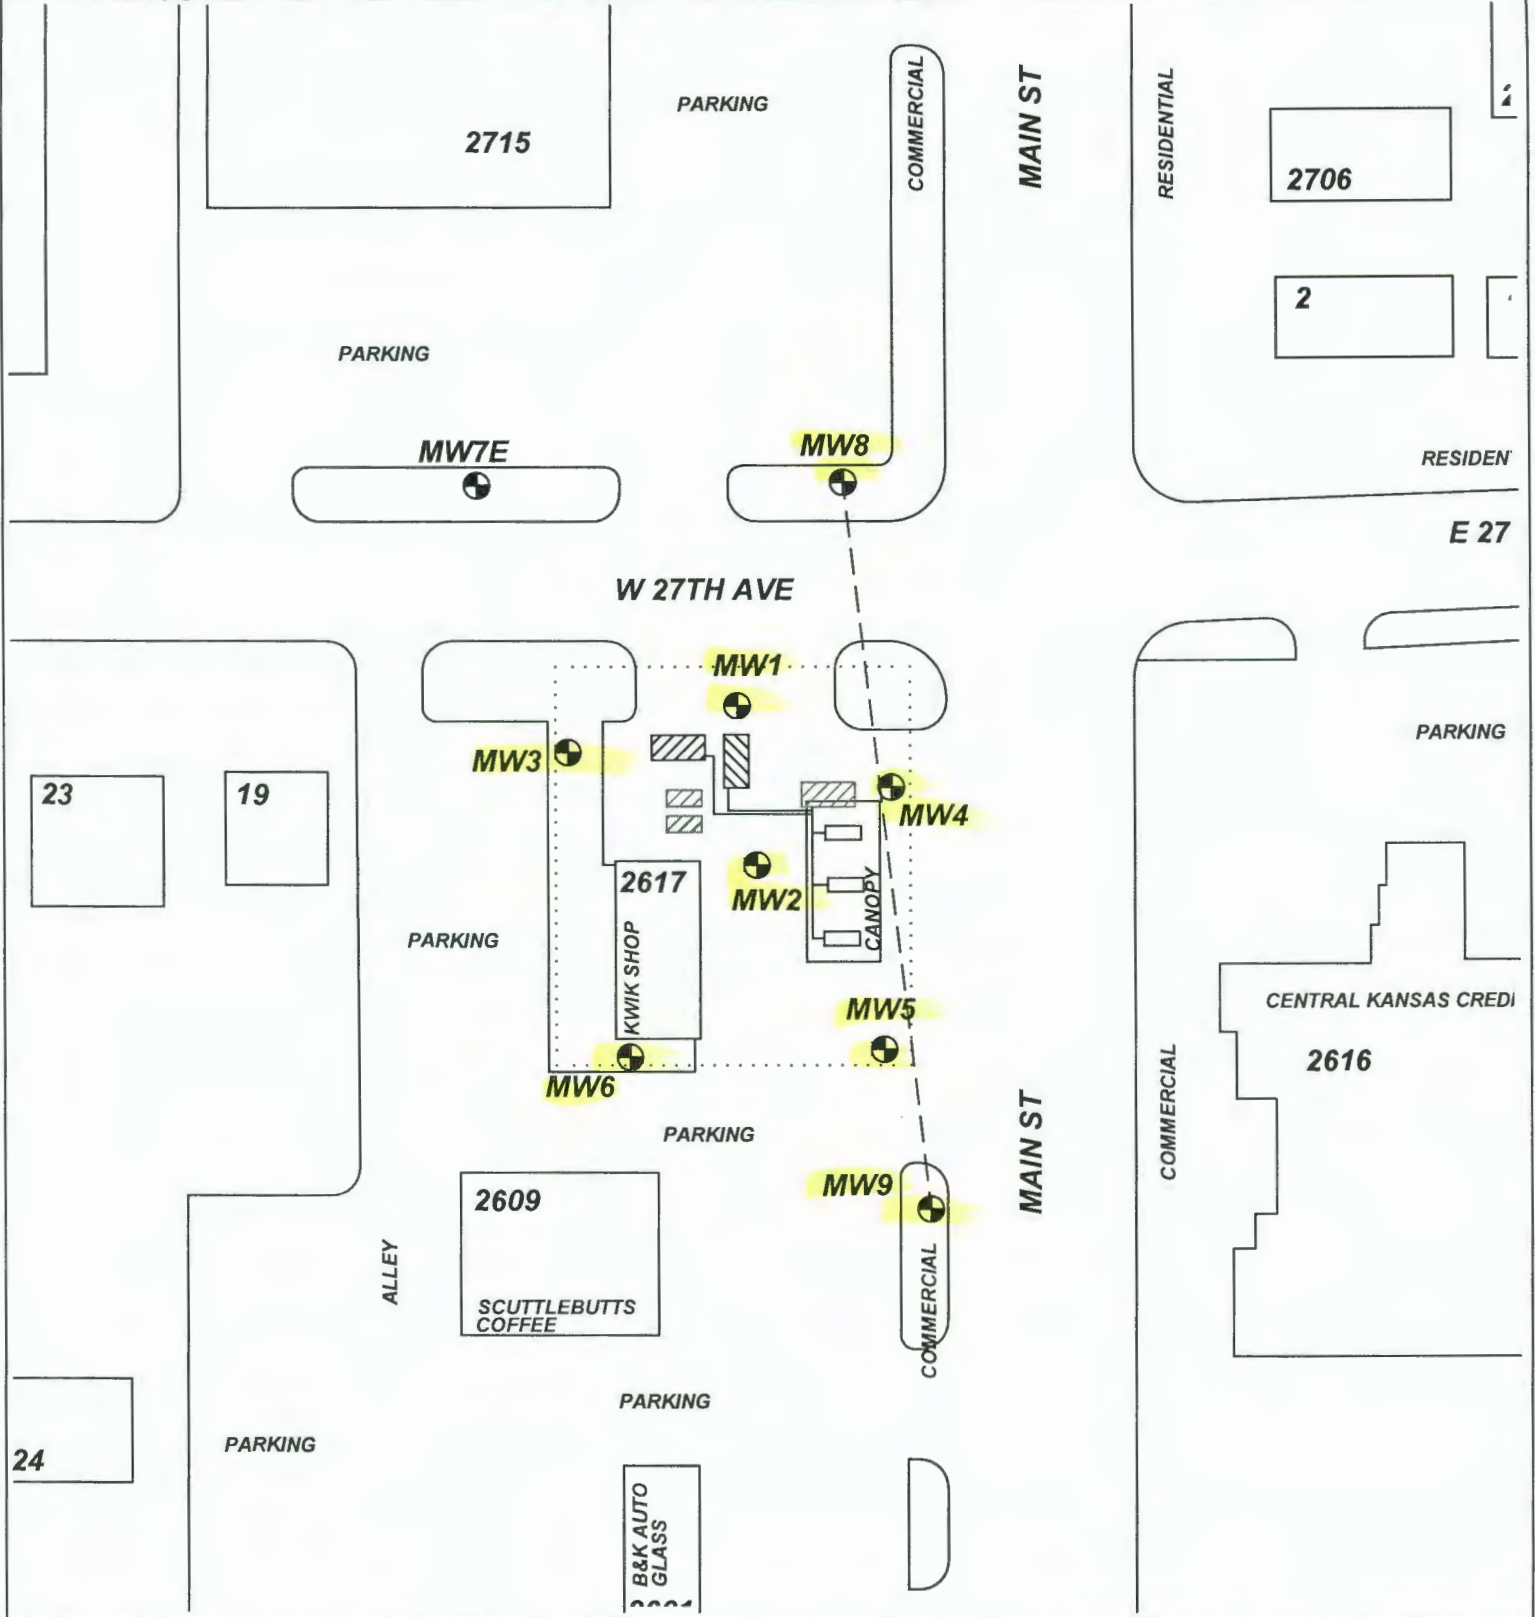 PARKING
COMMERCIAL
MAIN ST
RESIDENTIAL
2715
2706
2
PARKING
MW7E
MW8
E 27
W 27TH AVE
MW1
PARKING
MW3
23
19
MW4
2617
MW2
CANOPY
KWIK SHOP
PARKING
CENTRAL KANSAS
MW5
2616
MW6
COMMERCIAL
PARKING
MAIN ST
MW9
2609
ALLEY
COMMERCIAL
SCUTTLEBUTTS
COFFEE
PARKING
PARKING
24
B&K AUTO
GLASS